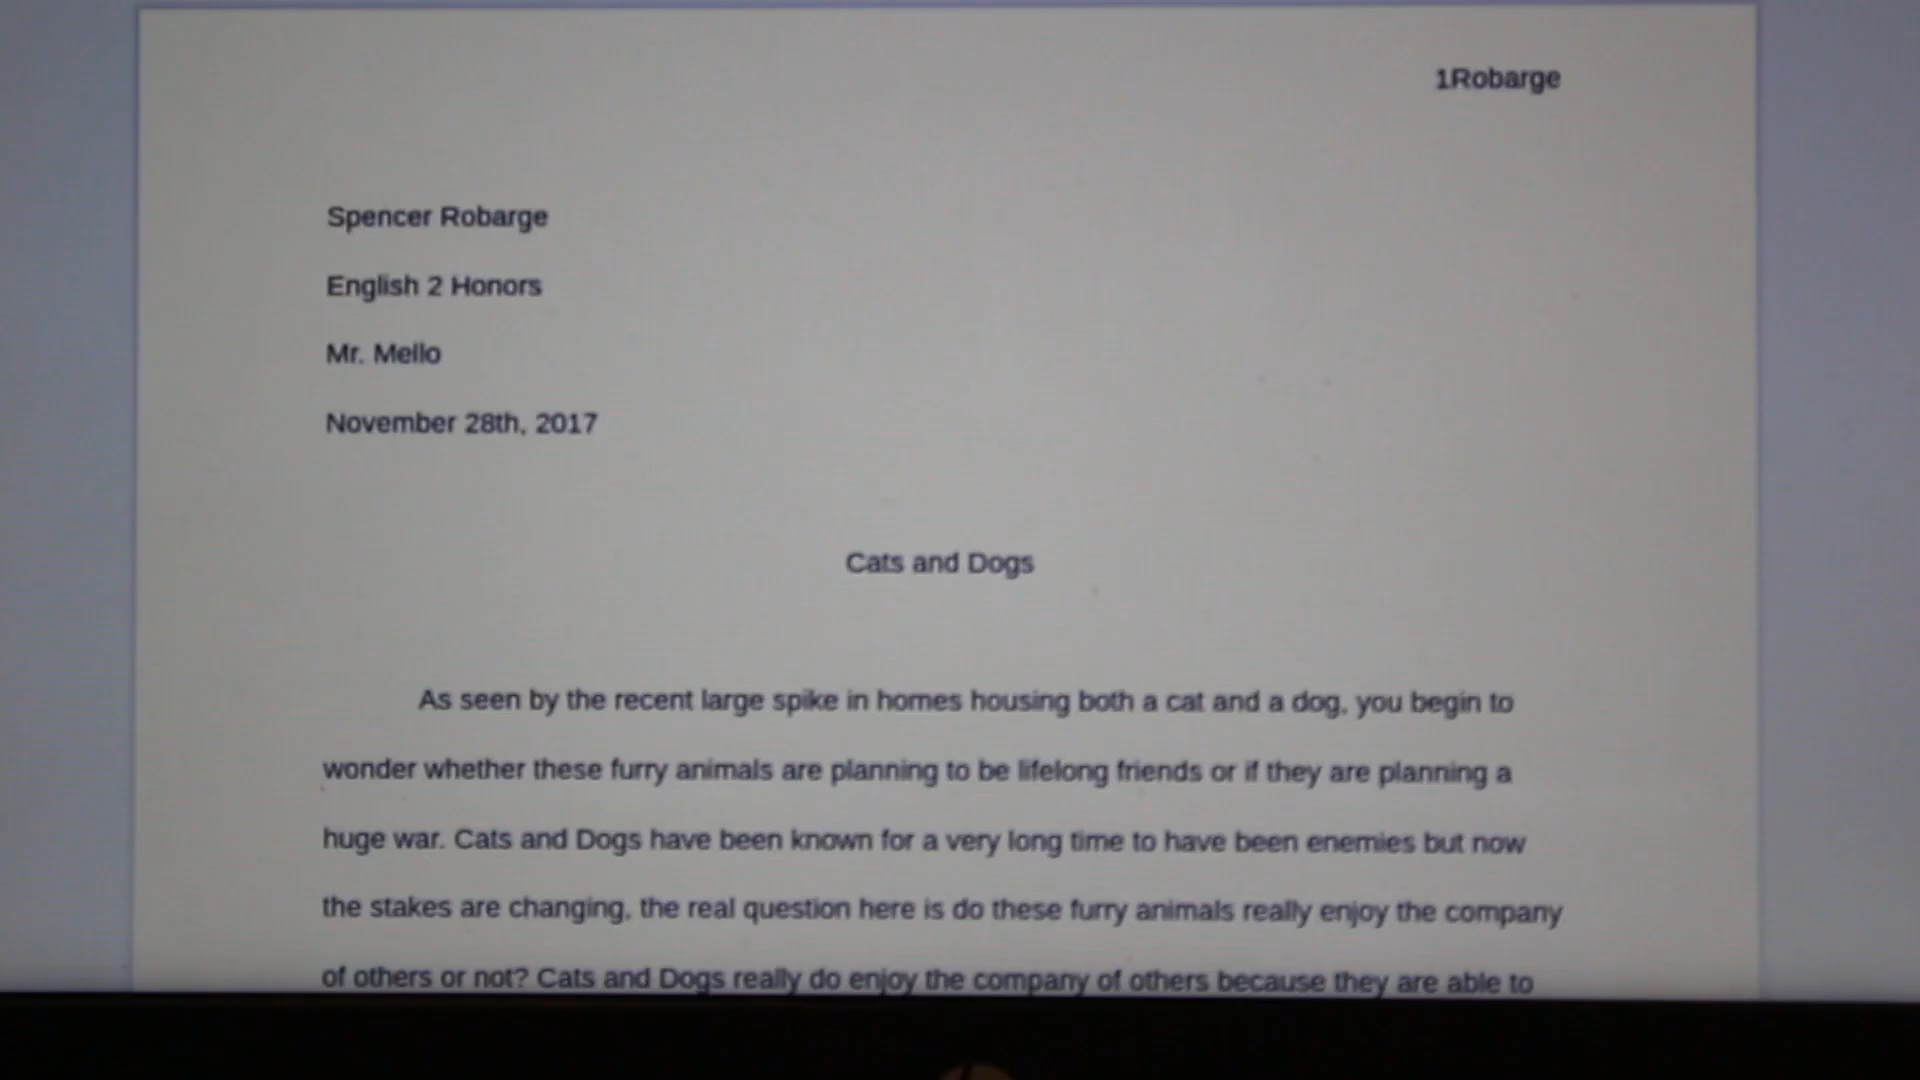 1Robarge
Spencer Robarge
English 2 Honors
Mr. Mello
November 28th, 2017
Cats and Dogs
As seen by the recent large spike in homes housing both a cat and a dog, you begin to
wonder whether these furry animals are planning to be lifelong friends or if they are planning a
huge war. Cats and Dogs have been known for a very long time to have been enemies but now
the stakes are changing, the real question here is do these furry animals really enjoy the company
of others or not? Cats and Dogs really do enjoy the company of others because they are able to